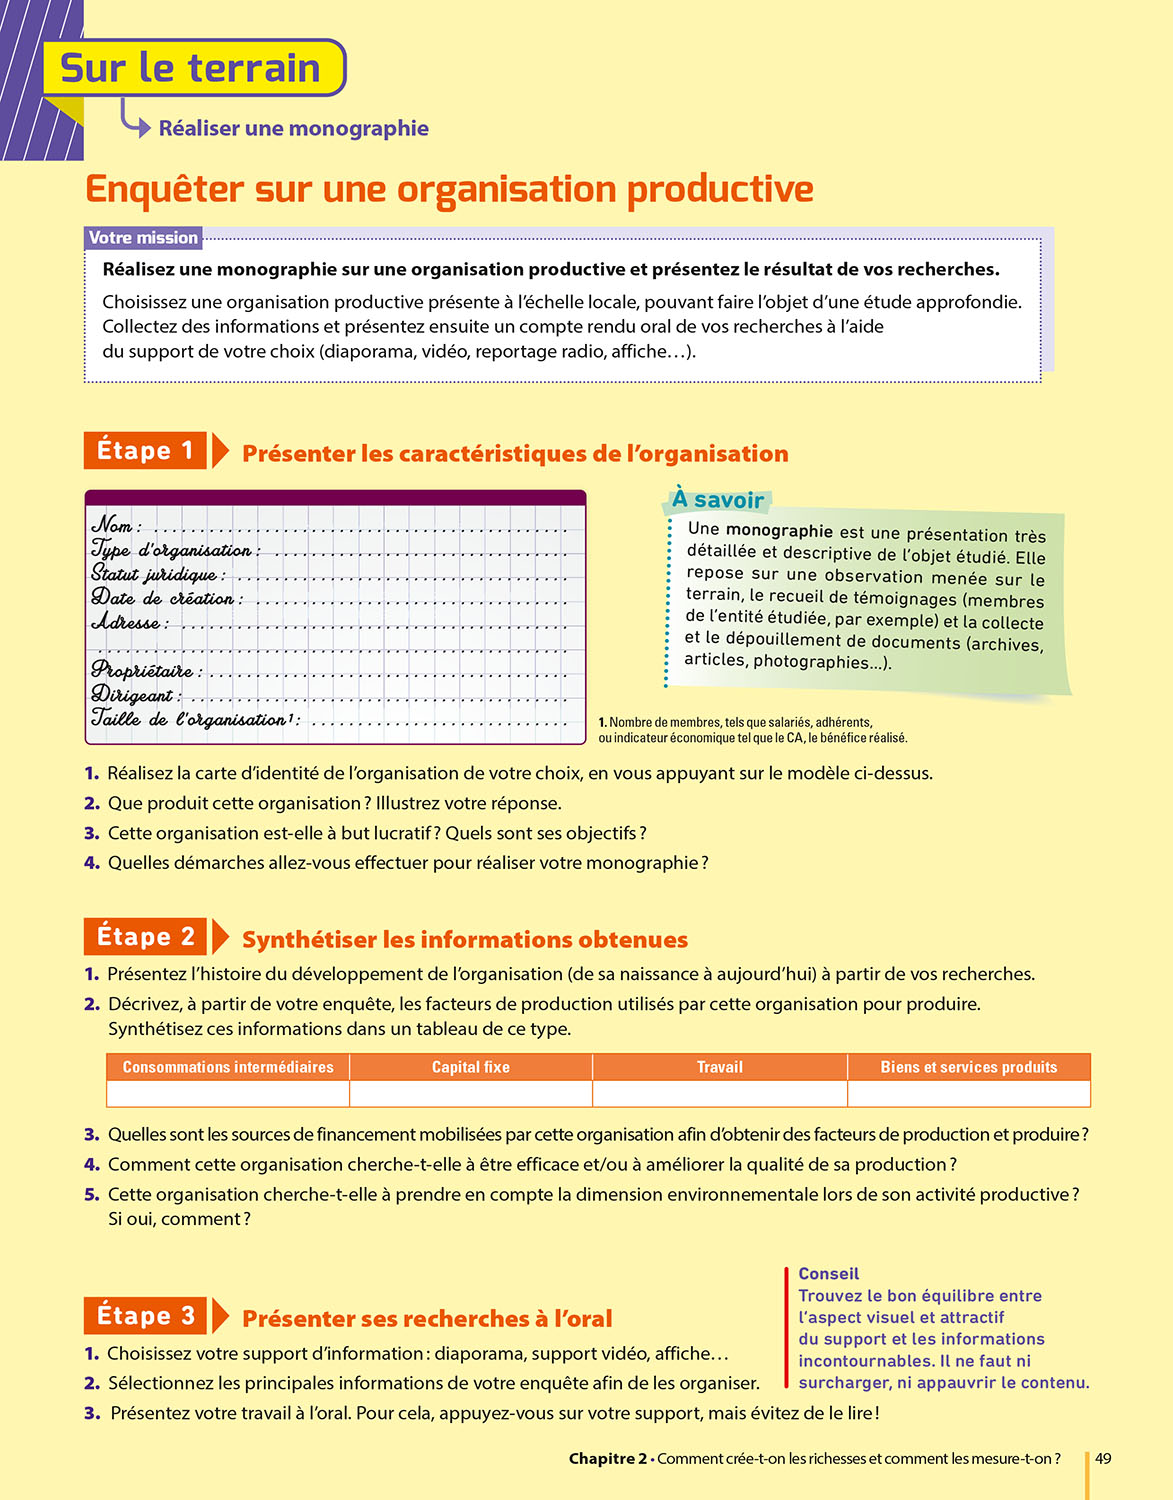 Sur le terrain
Réaliser une monographie
Enquêter sur une organisation productive
Votre mission
Réalisez une monographie sur une organisation productive et présentez le résultat de vos recherches.
Choisissez une organisation productive présente à l'échelle locale, pouvant faire l'objet d'une étude approfondie.
Collectez des informations et présentez ensuite un compte rendu oral de vos recherches à l'aide
du support de votre choix (diaporama, vidéo, reportage radio, affiche…).
Étape 1 Présenter les caractéristiques de l'organisation
Nom : ........................................
Type d'organisation : ............................
Statut juridique : ................................
Date de création : ..............................
Adresse : .....................................
.............................................
Propriétaire : ...................................
Dirigeant : .....................................
Taille de l'organisation¹ : .........................
À savoir
Une monographie est une présentation très
détaillée et descriptive de l'objet étudié. Elle
repose sur une observation menée sur le
terrain, le recueil de témoignages (membres
de l'entité étudiée, par exemple) et la collecte
et le dépouillement de documents (archives,
articles, photographies...).
1. Nombre de membres, tels que salariés, adhérents,
ou indicateur économique tel que le CA, le bénéfice réalisé.
1. Réalisez la carte d'identité de l'organisation de votre choix, en vous appuyant sur le modèle ci-dessus.
2. Que produit cette organisation ? Illustrez votre réponse.
3. Cette organisation est-elle à but lucratif ? Quels sont ses objectifs ?
4. Quelles démarches allez-vous effectuer pour réaliser votre monographie ?
Étape 2 Synthétiser les informations obtenues
1. Présentez l'histoire du développement de l'organisation (de sa naissance à aujourd'hui) à partir de vos recherches.
2. Décrivez, à partir de votre enquête, les facteurs de production utilisés par cette organisation pour produire.
Synthétisez ces informations dans un tableau de ce type.
Consommations intermédiaires Capital fixe Travail Biens et services produits
3. Quelles sont les sources de financement mobilisées par cette organisation afin d'obtenir des facteurs de production et produire ?
4. Comment cette organisation cherche-t-elle à être efficace et/ou à améliorer la qualité de sa production ?
5. Cette organisation cherche-t-elle à prendre en compte la dimension environnementale lors de son activité productive ?
Si oui, comment ?
Étape 3 Présenter ses recherches à l'oral
1. Choisissez votre support d'information : diaporama, support vidéo, affiche…
2. Sélectionnez les principales informations de votre enquête afin de les organiser.
3. Présentez votre travail à l'oral. Pour cela, appuyez-vous sur votre support, mais évitez de le lire !
Conseil
Trouvez le bon équilibre entre
l'aspect visuel et attractif
du support et les informations
incontournables. Il ne faut ni
surcharger, ni appauvrir le contenu.
Chapitre 2 • Comment crée-t-on les richesses et comment les mesure-t-on ? 49